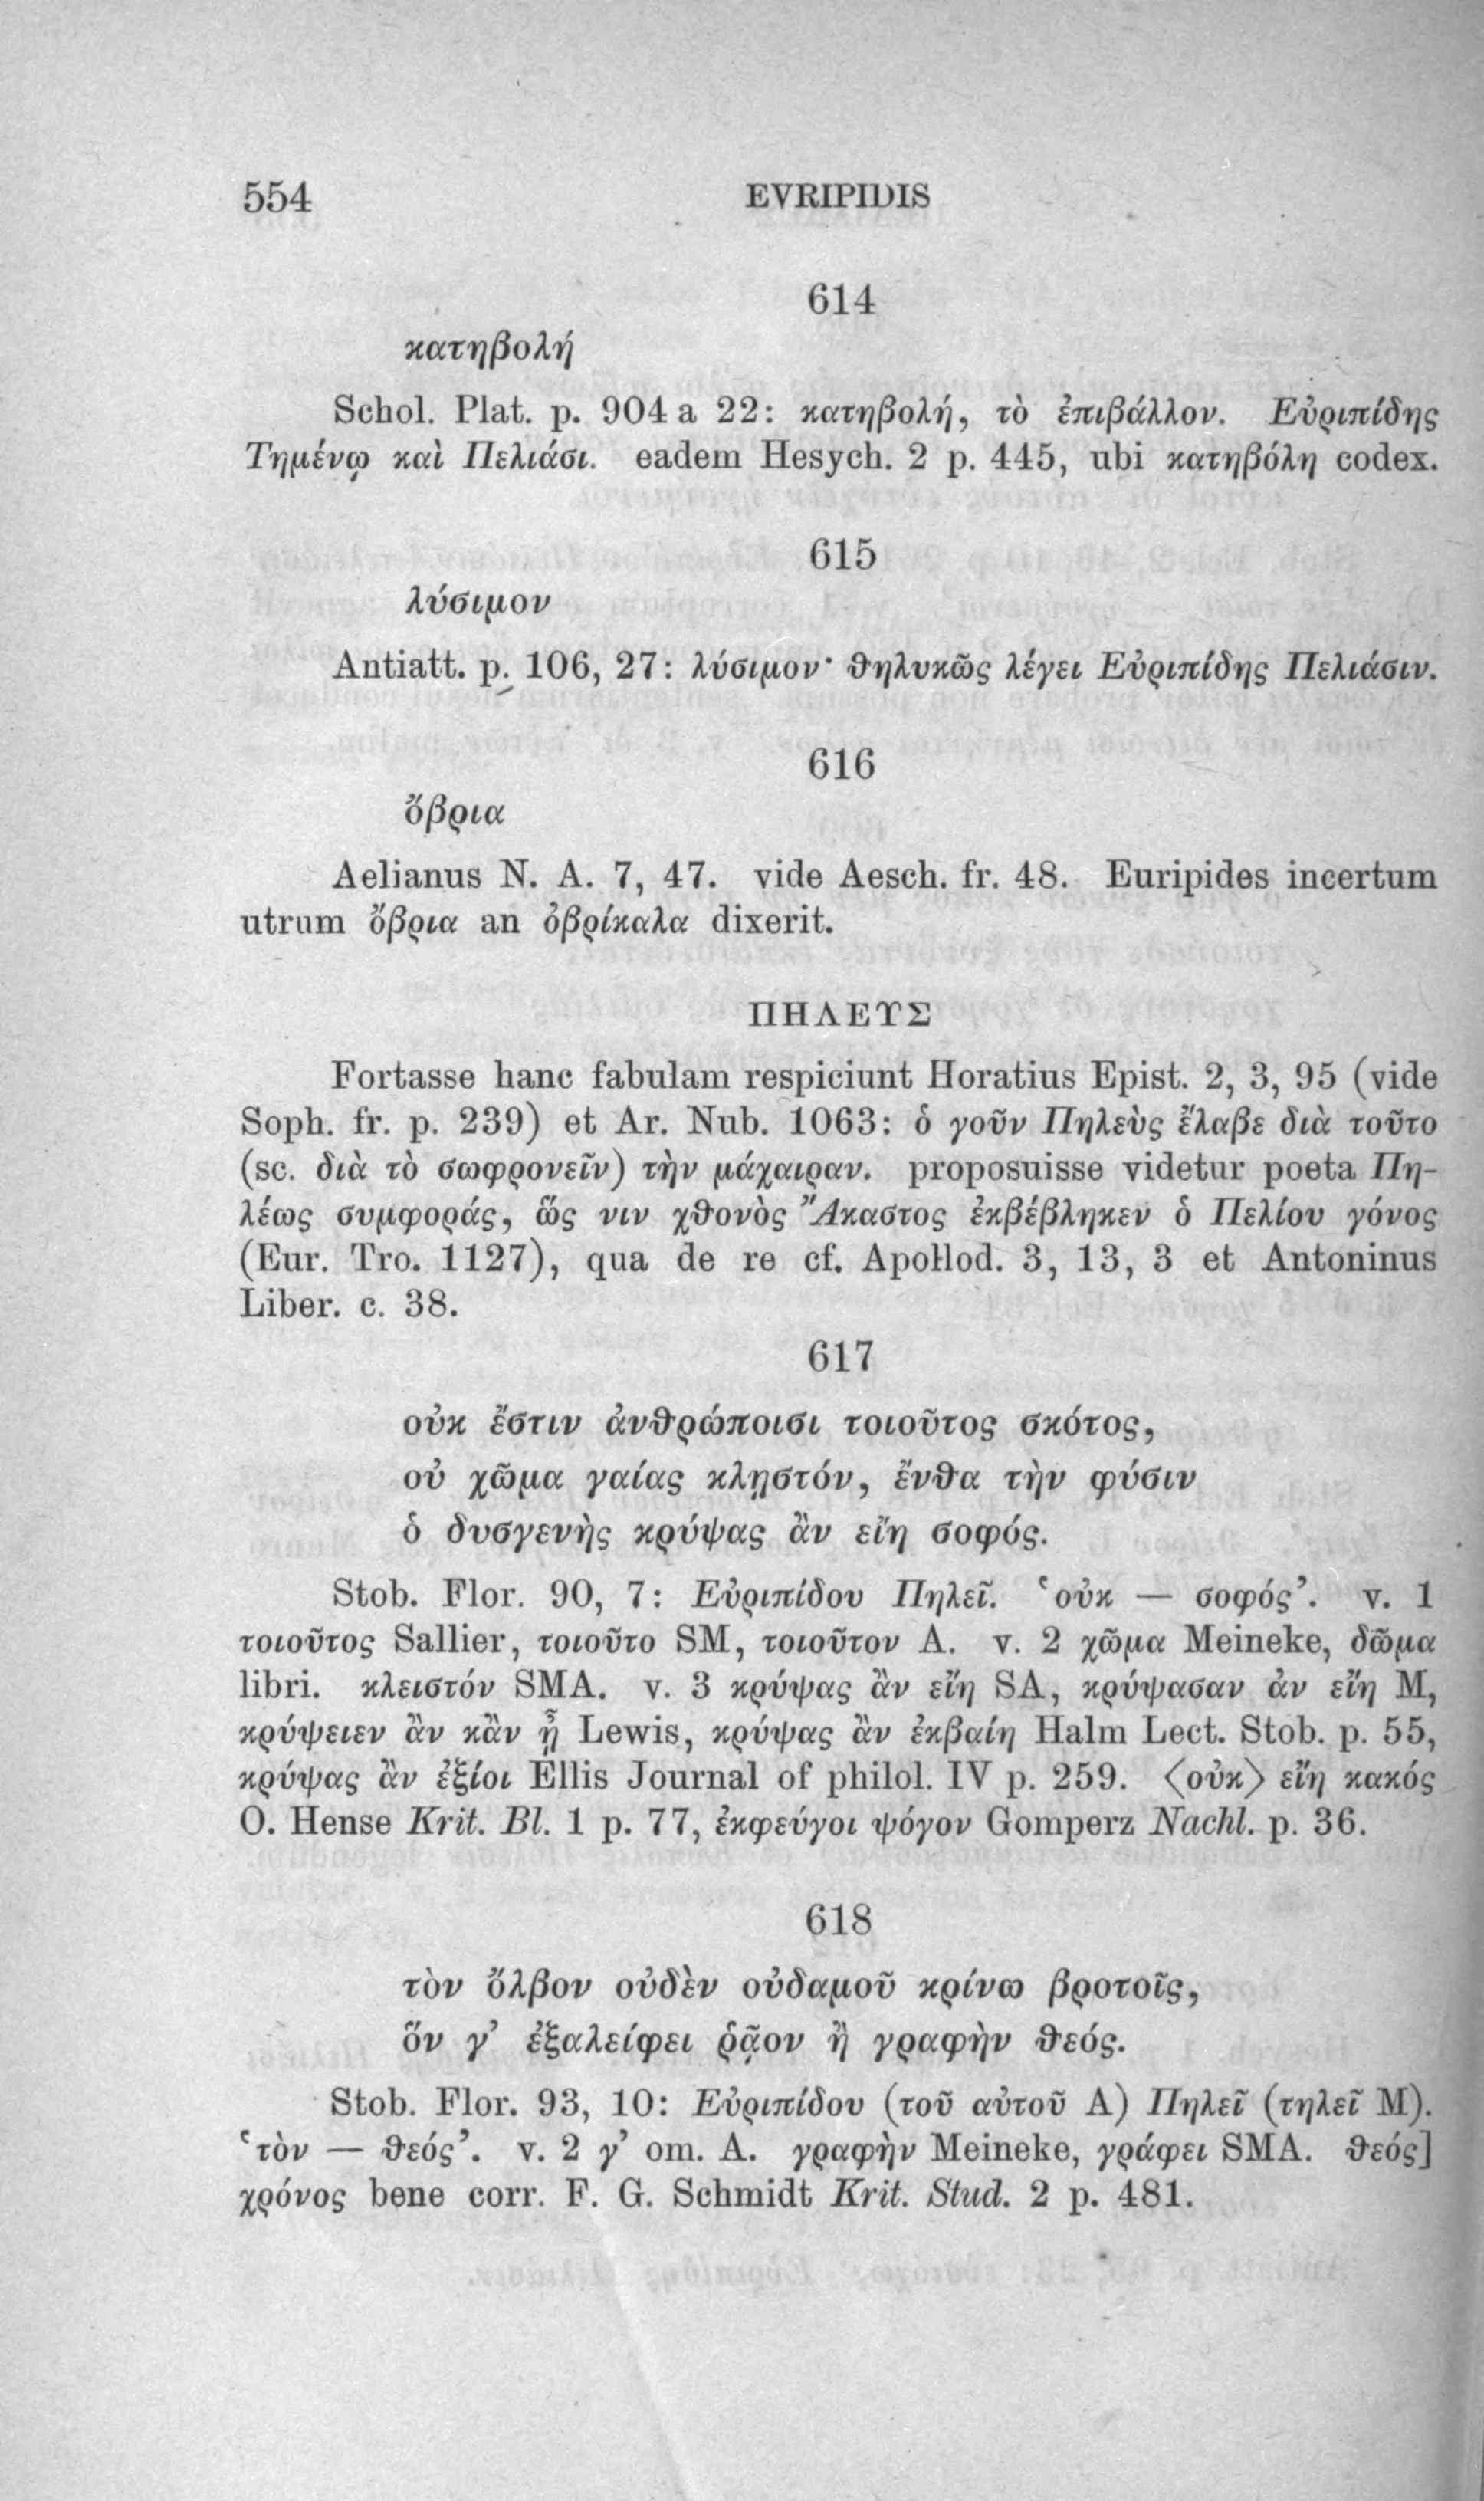 554 EVRIPIDIS
614
κατηβολή
Schol. Plat. p. 904 a 22: κατηβολή, τὸ ἐπιβάλλον. Εὐριπίδης
Τημένῳ καὶ Πελιάσι. eadem Hesych. 2 p. 445, ubi κατηβόλη codex.
615
λύσιμον
Antiatt. p. 106, 27: λύσιμον· θηλυκῶς λέγει Εὐριπίδης Πελιάσιν.
616
ὄβρια
Aelianus N. A. 7, 47. vide Aesch. fr. 48. Euripides incertum
utrum ὄβρια an ὀβρίκαλα dixerit.
ΠΗΛΕΥΣ
Fortasse hanc fabulam respiciunt Horatius Epist. 2, 3, 95 (vide
Soph. fr. p. 239) et Ar. Nub. 1063: ὁ γοῦν Πηλεὺς ἔλαβε διὰ τοῦτο
(sc. διὰ τὸ σωφρονεῖν) τὴν μάχαιραν. proposuisse videtur poeta Πη-
λέως συμφοράς, ὥς νιν χθονὸς Ἄκαστος ἐκβέβληκεν ὁ Πελίου γόνος
(Eur. Tro. 1127), qua de re cf. Apollod. 3, 13, 3 et Antoninus
Liber. c. 38.
617
οὐκ ἔστιν ἀνθρώποισι τοιοῦτος σκότος,
οὐ χῶμα γαίας κλῃστόν, ἔνθα τὴν φύσιν
ὁ δυσγενὴς κρύψας ἂν εἴη σοφός.
Stob. Flor. 90, 7: Εὐριπίδου Πηλεῖ. ‘οὐκ — σοφός’. v. 1
τοιοῦτος Sallier, τοιοῦτο SM, τοιοῦτον A. v. 2 χῶμα Meineke, δῶμα
libri. κλειστόν SMA. v. 3 κρύψας ἂν εἴη SA, κρύψασαν ἀν εἴη M,
κρύψειεν ἂν κἂν ᾖ Lewis, κρύψας ἂν ἐκβαίη Halm Lect. Stob. p. 55,
κρύψας ἂν ἐξίοι Ellis Journal of philol. IV p. 259. ⟨οὐκ⟩ εἴη κακός
O. Hense Krit. Bl. 1 p. 77, ἐκφεύγοι ψόγον Gomperz Nachl. p. 36.
618
τὸν ὄλβον οὐδὲν οὐδαμοῦ κρίνω βροτοῖς,
ὅν γ’ ἐξαλείφει ῥᾷον ἢ γραφὴν θεός.
Stob. Flor. 93, 10: Εὐριπίδου (τοῦ αὐτοῦ A) Πηλεῖ (τηλεῖ M).
‘τὸν — θεός’. v. 2 γ’ om. A. γραφὴν Meineke, γράφει SMA. θεός]
χρόνος bene corr. F. G. Schmidt Krit. Stud. 2 p. 481.